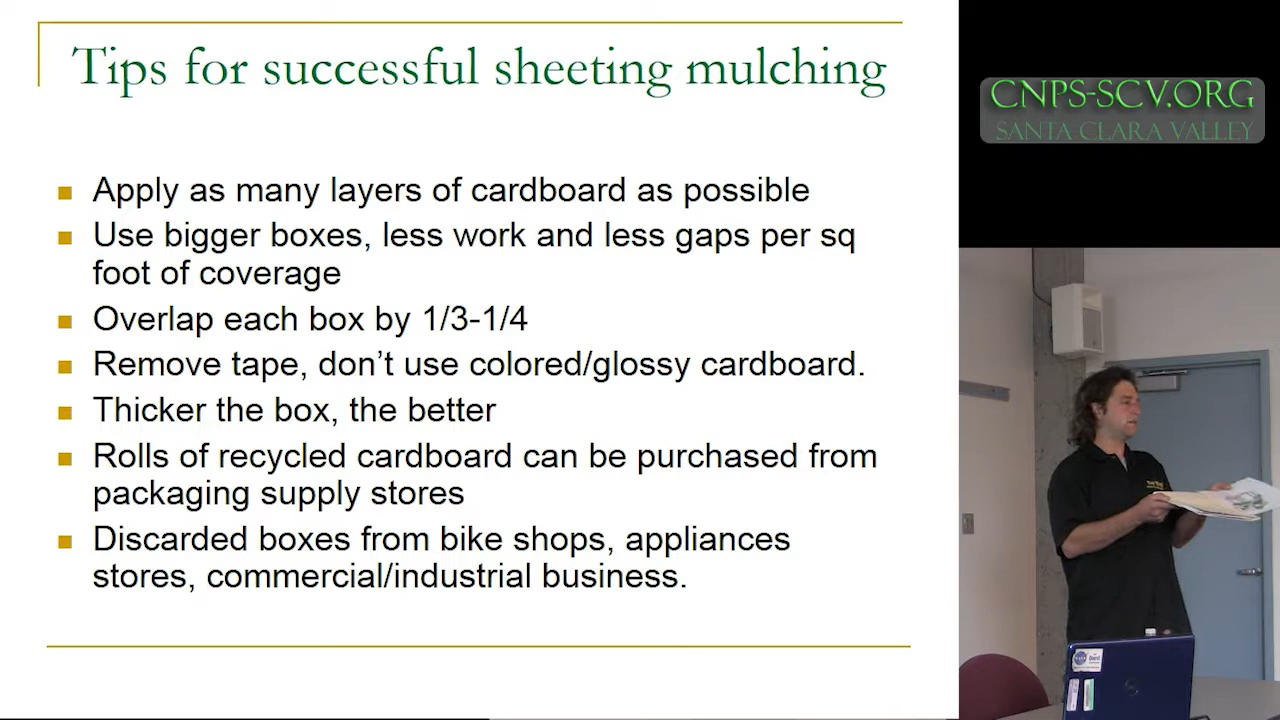 Tips for successful sheeting mulching
Apply as many layers of cardboard as possible
Use bigger boxes, less work and less gaps per sq
foot of coverage
Overlap each box by 1/3-1/4
Remove tape, don’t use colored/glossy cardboard.
Thicker the box, the better
Rolls of recycled cardboard can be purchased from
packaging supply stores
Discarded boxes from bike shops, appliances
stores, commercial/industrial business.
CNPS-SCV.ORG
SANTA CLARA VALLEY